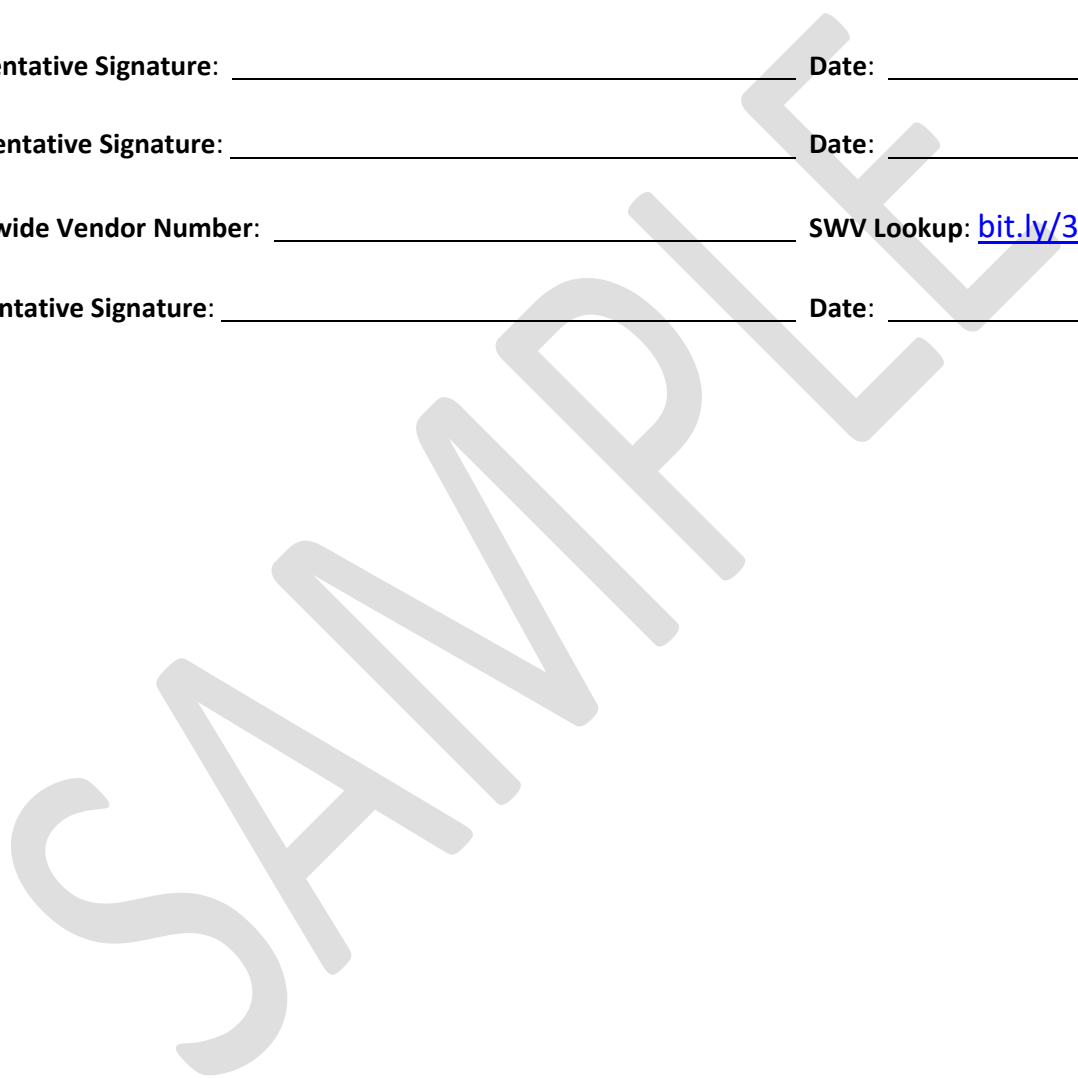 entative Signature: Date:
entative Signature: Date:
wide Vendor Number: SWV Lookup: bit.ly/3
ntative Signature: Date:
SAMPLE